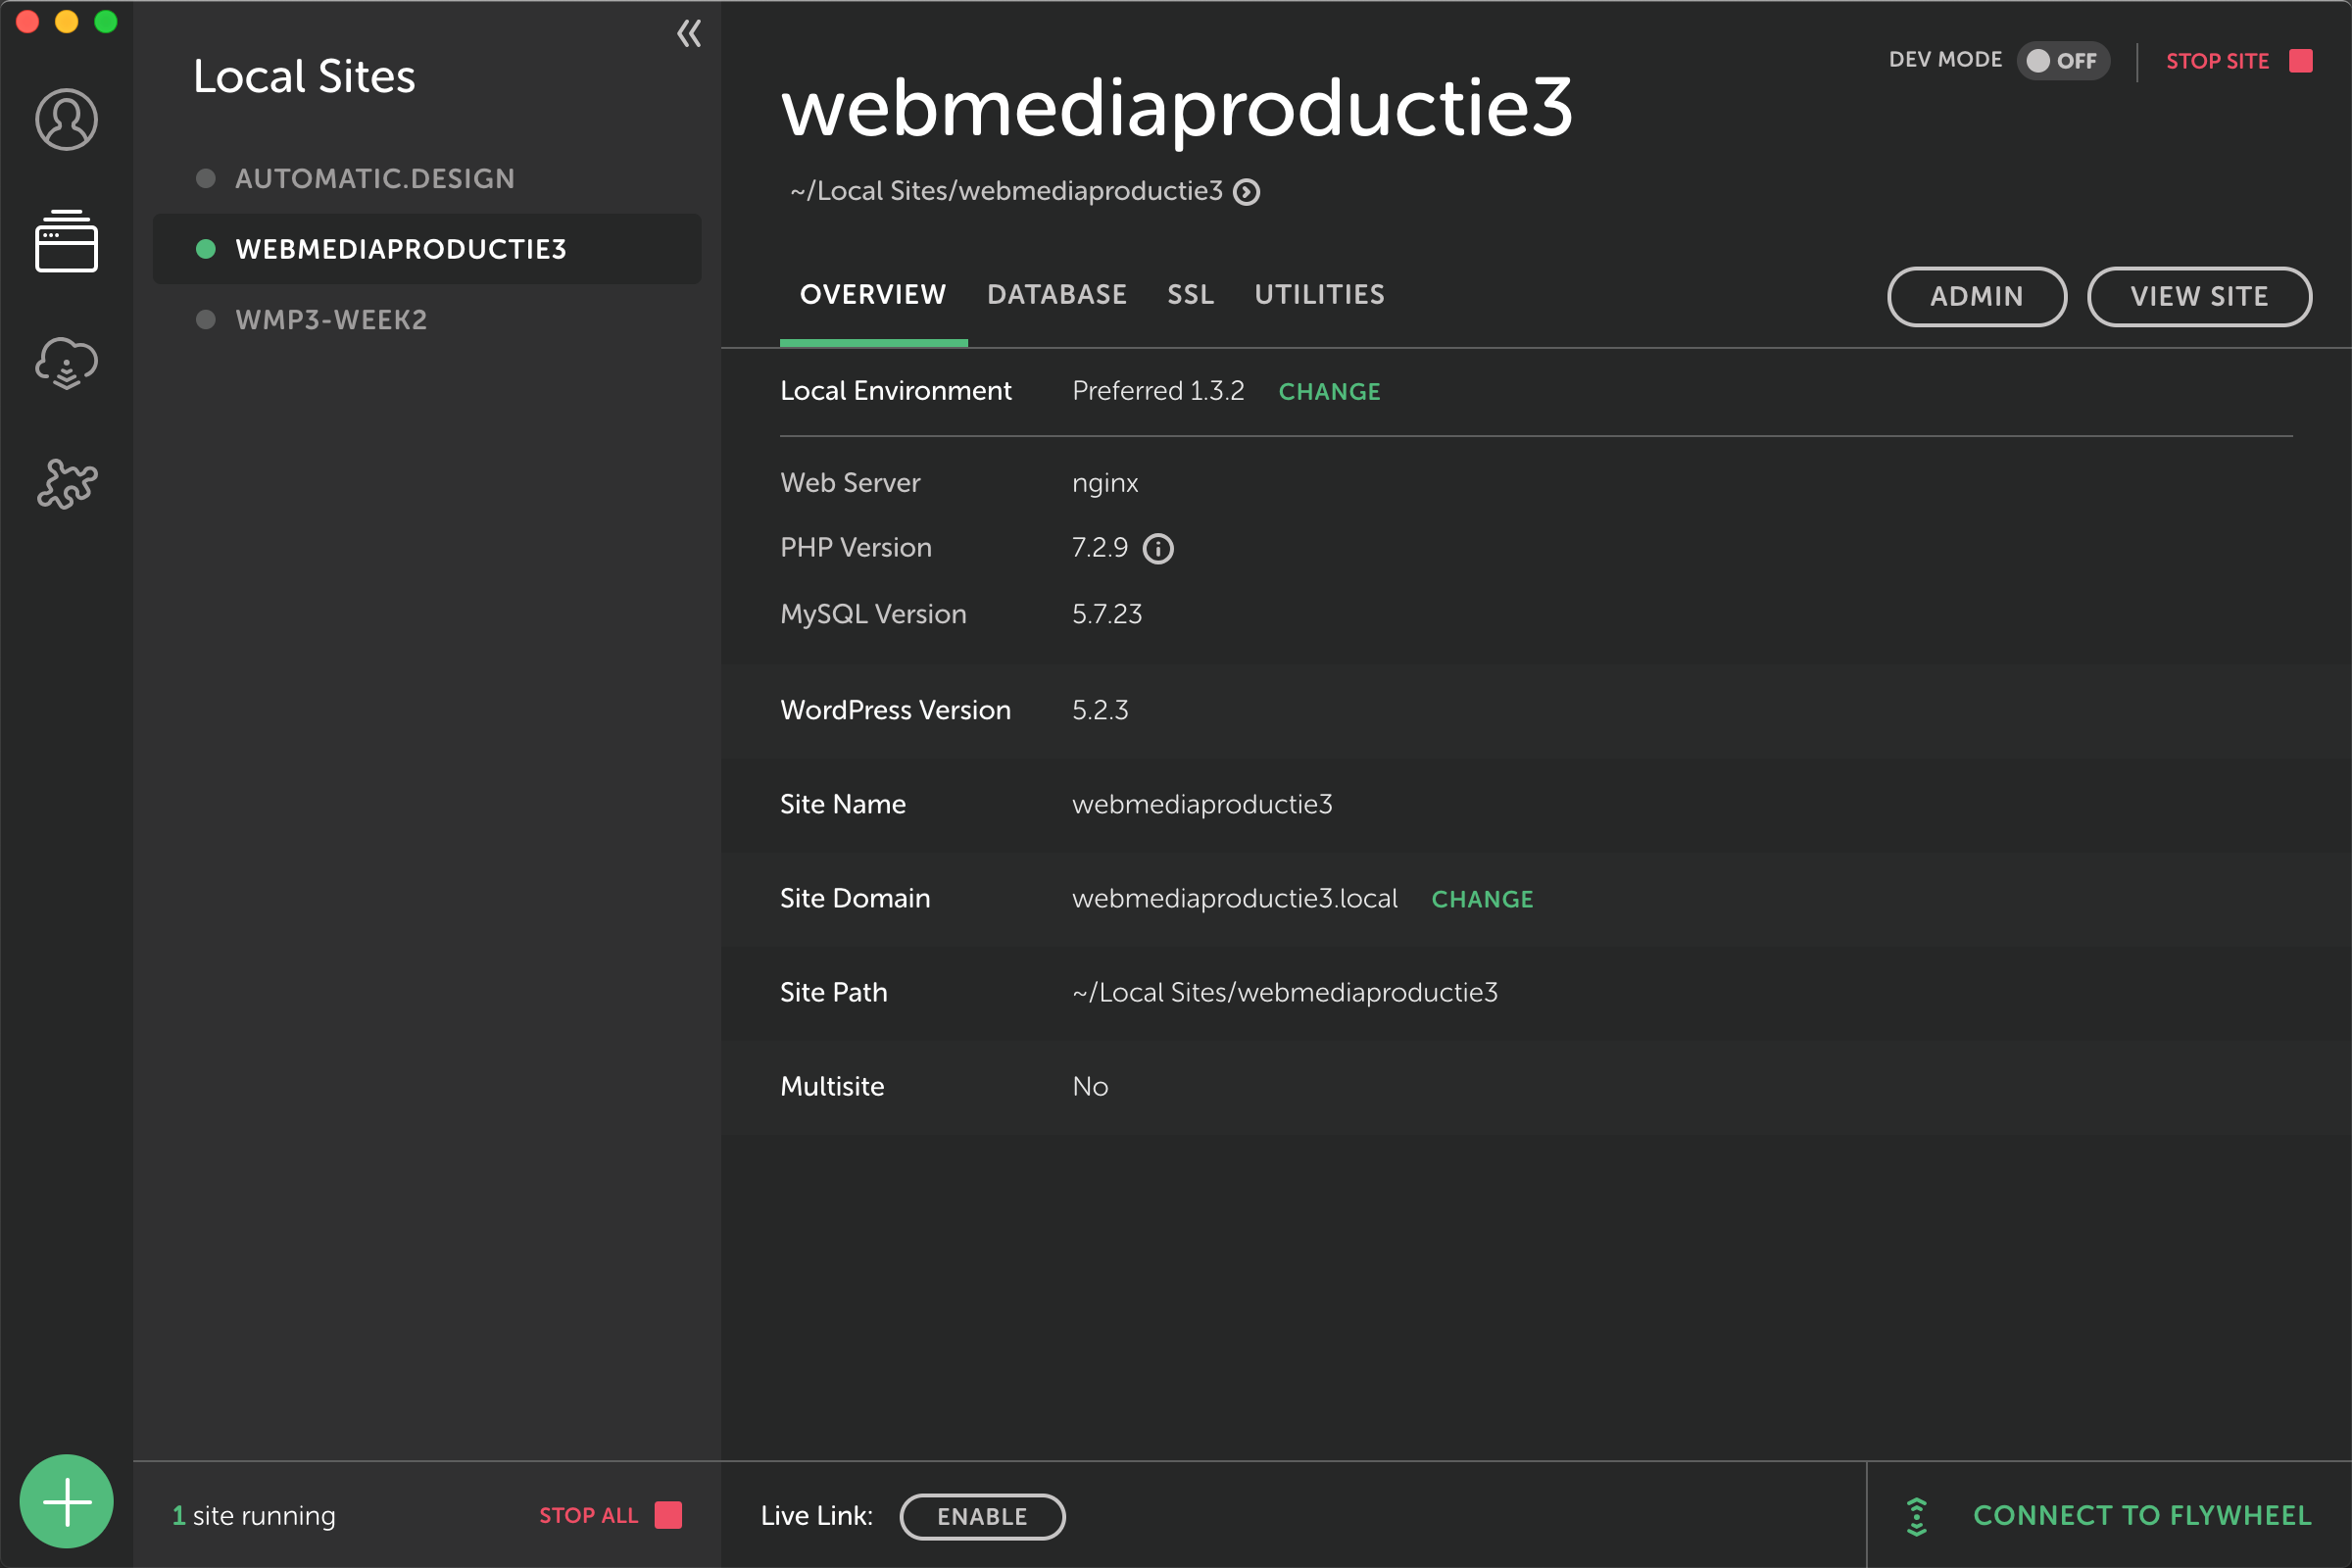 Local Sites
AUTOMATIC.DESIGN
WEBMEDIAPRODUCTIE3
WMP3-WEEK2
1 site running
STOP ALL
DEV MODE OFF
STOP SITE
webmediaproductie3
~/Local Sites/webmediaproductie3
OVERVIEW DATABASE SSL UTILITIES
ADMIN VIEW SITE
Local Environment Preferred 1.3.2 CHANGE
Web Server nginx
PHP Version 7.2.9
MySQL Version 5.7.23
WordPress Version 5.2.3
Site Name webmediaproductie3
Site Domain webmediaproductie3.local CHANGE
Site Path ~/Local Sites/webmediaproductie3
Multisite No
Live Link: ENABLE
CONNECT TO FLYWHEEL